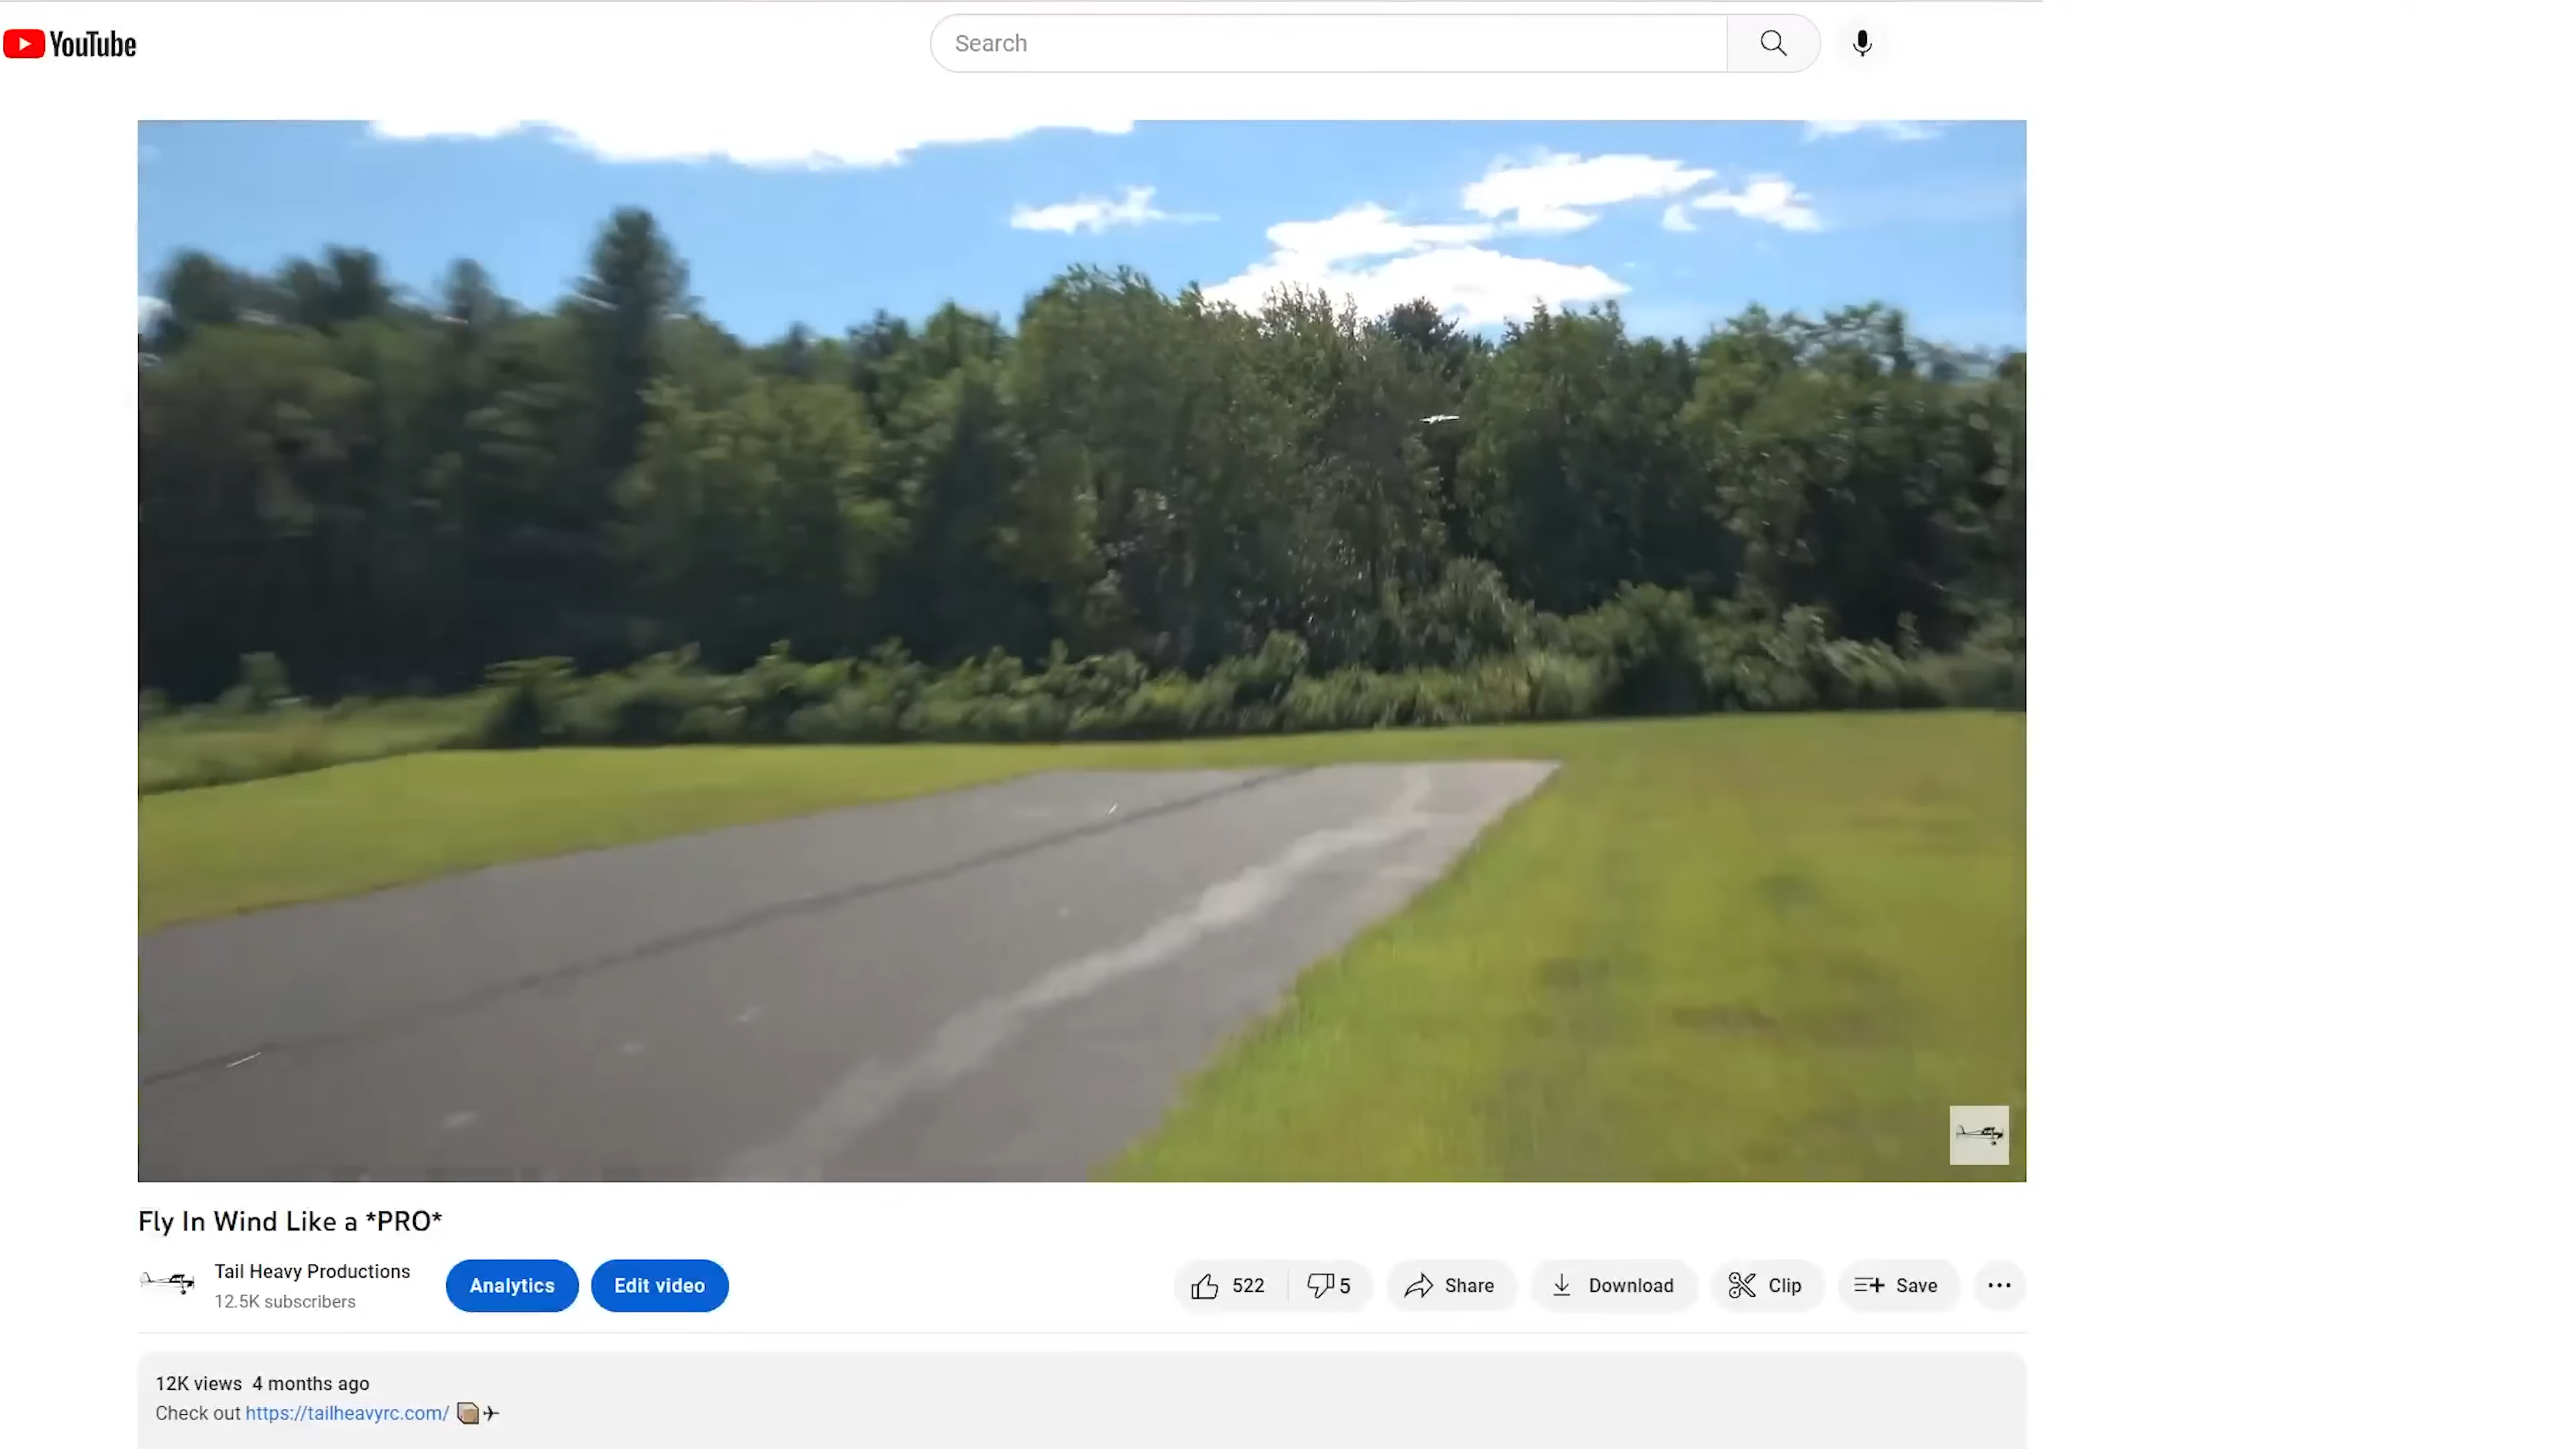 YouTube
Search
Fly In Wind Like a *PRO*
Tail Heavy Productions
12.5K subscribers
Analytics
Edit video
522
5
Share
Download
Clip
Save
12K views 4 months ago
Check out https://tailheavyrc.com/